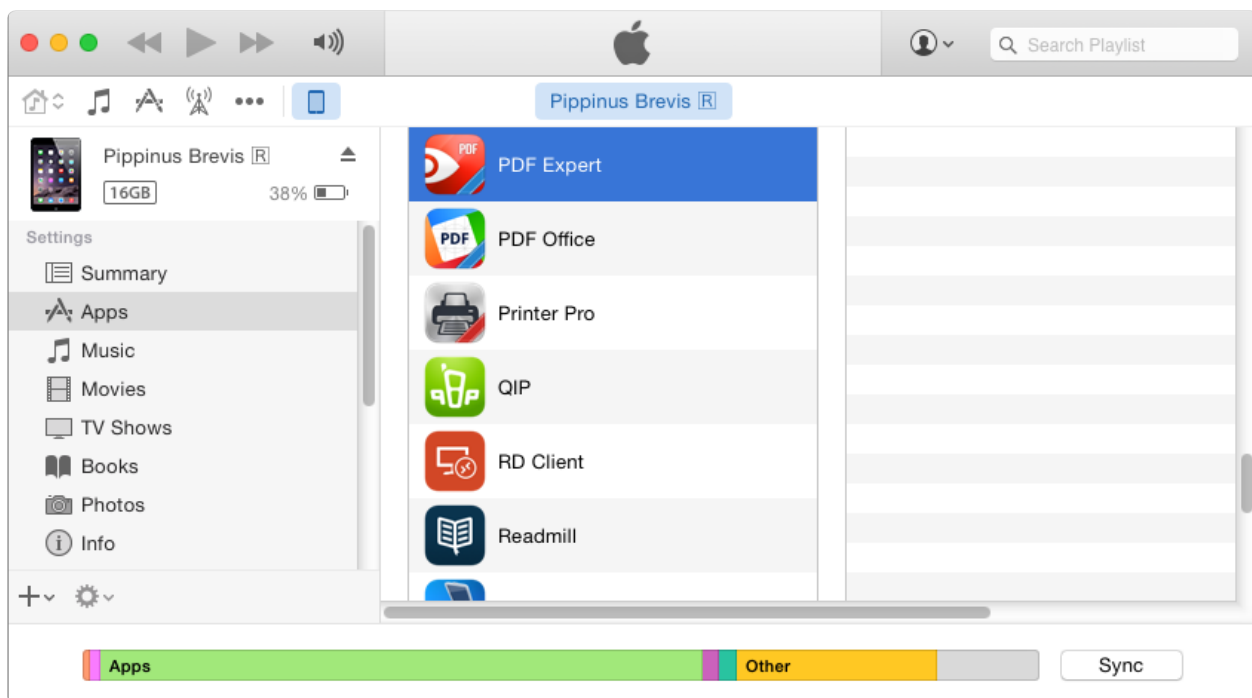 Search Playlist
Pippinus Brevis 🅁
Pippinus Brevis 🅁
16GB
38%
Settings
Summary
Apps
Music
Movies
TV Shows
Books
Photos
Info
PDF
PDF Expert
PDF
PDF Office
Printer Pro
QIP
QIP
RD Client
Readmill
Apps
Other
Sync